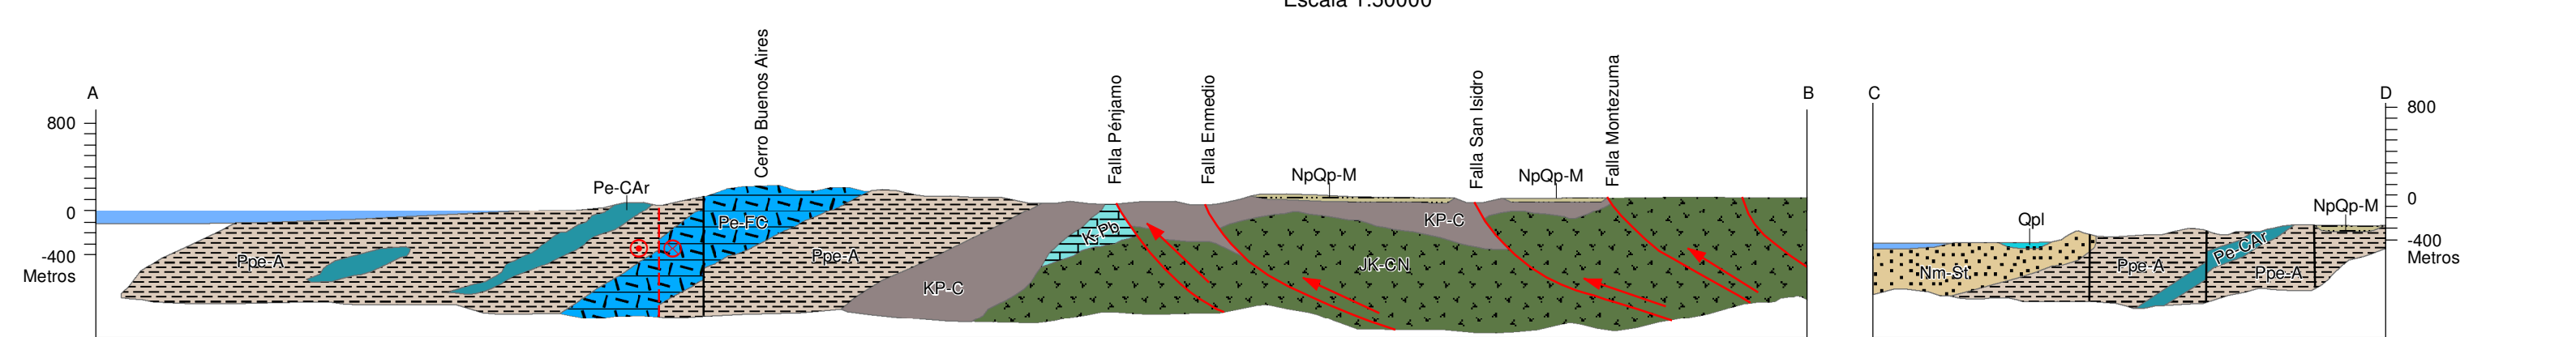 Escala 1:50000
Cerro Buenos Aires
Falla Pénjamo
Falla Enmedio
Falla San Isidro
Falla Montezuma
A
B
C
D
800
0
-400
Metros
800
0
-400
Metros
Pe-CAr
NpQp-M
NpQp-M
Qpl
NpQp-M
Pe-FC
KP-C
K-Pb
Ppe-A
Ppe-A
JK-CN
KP-C
Nm-St
Ppe-A
Pe-CAr
Ppe-A